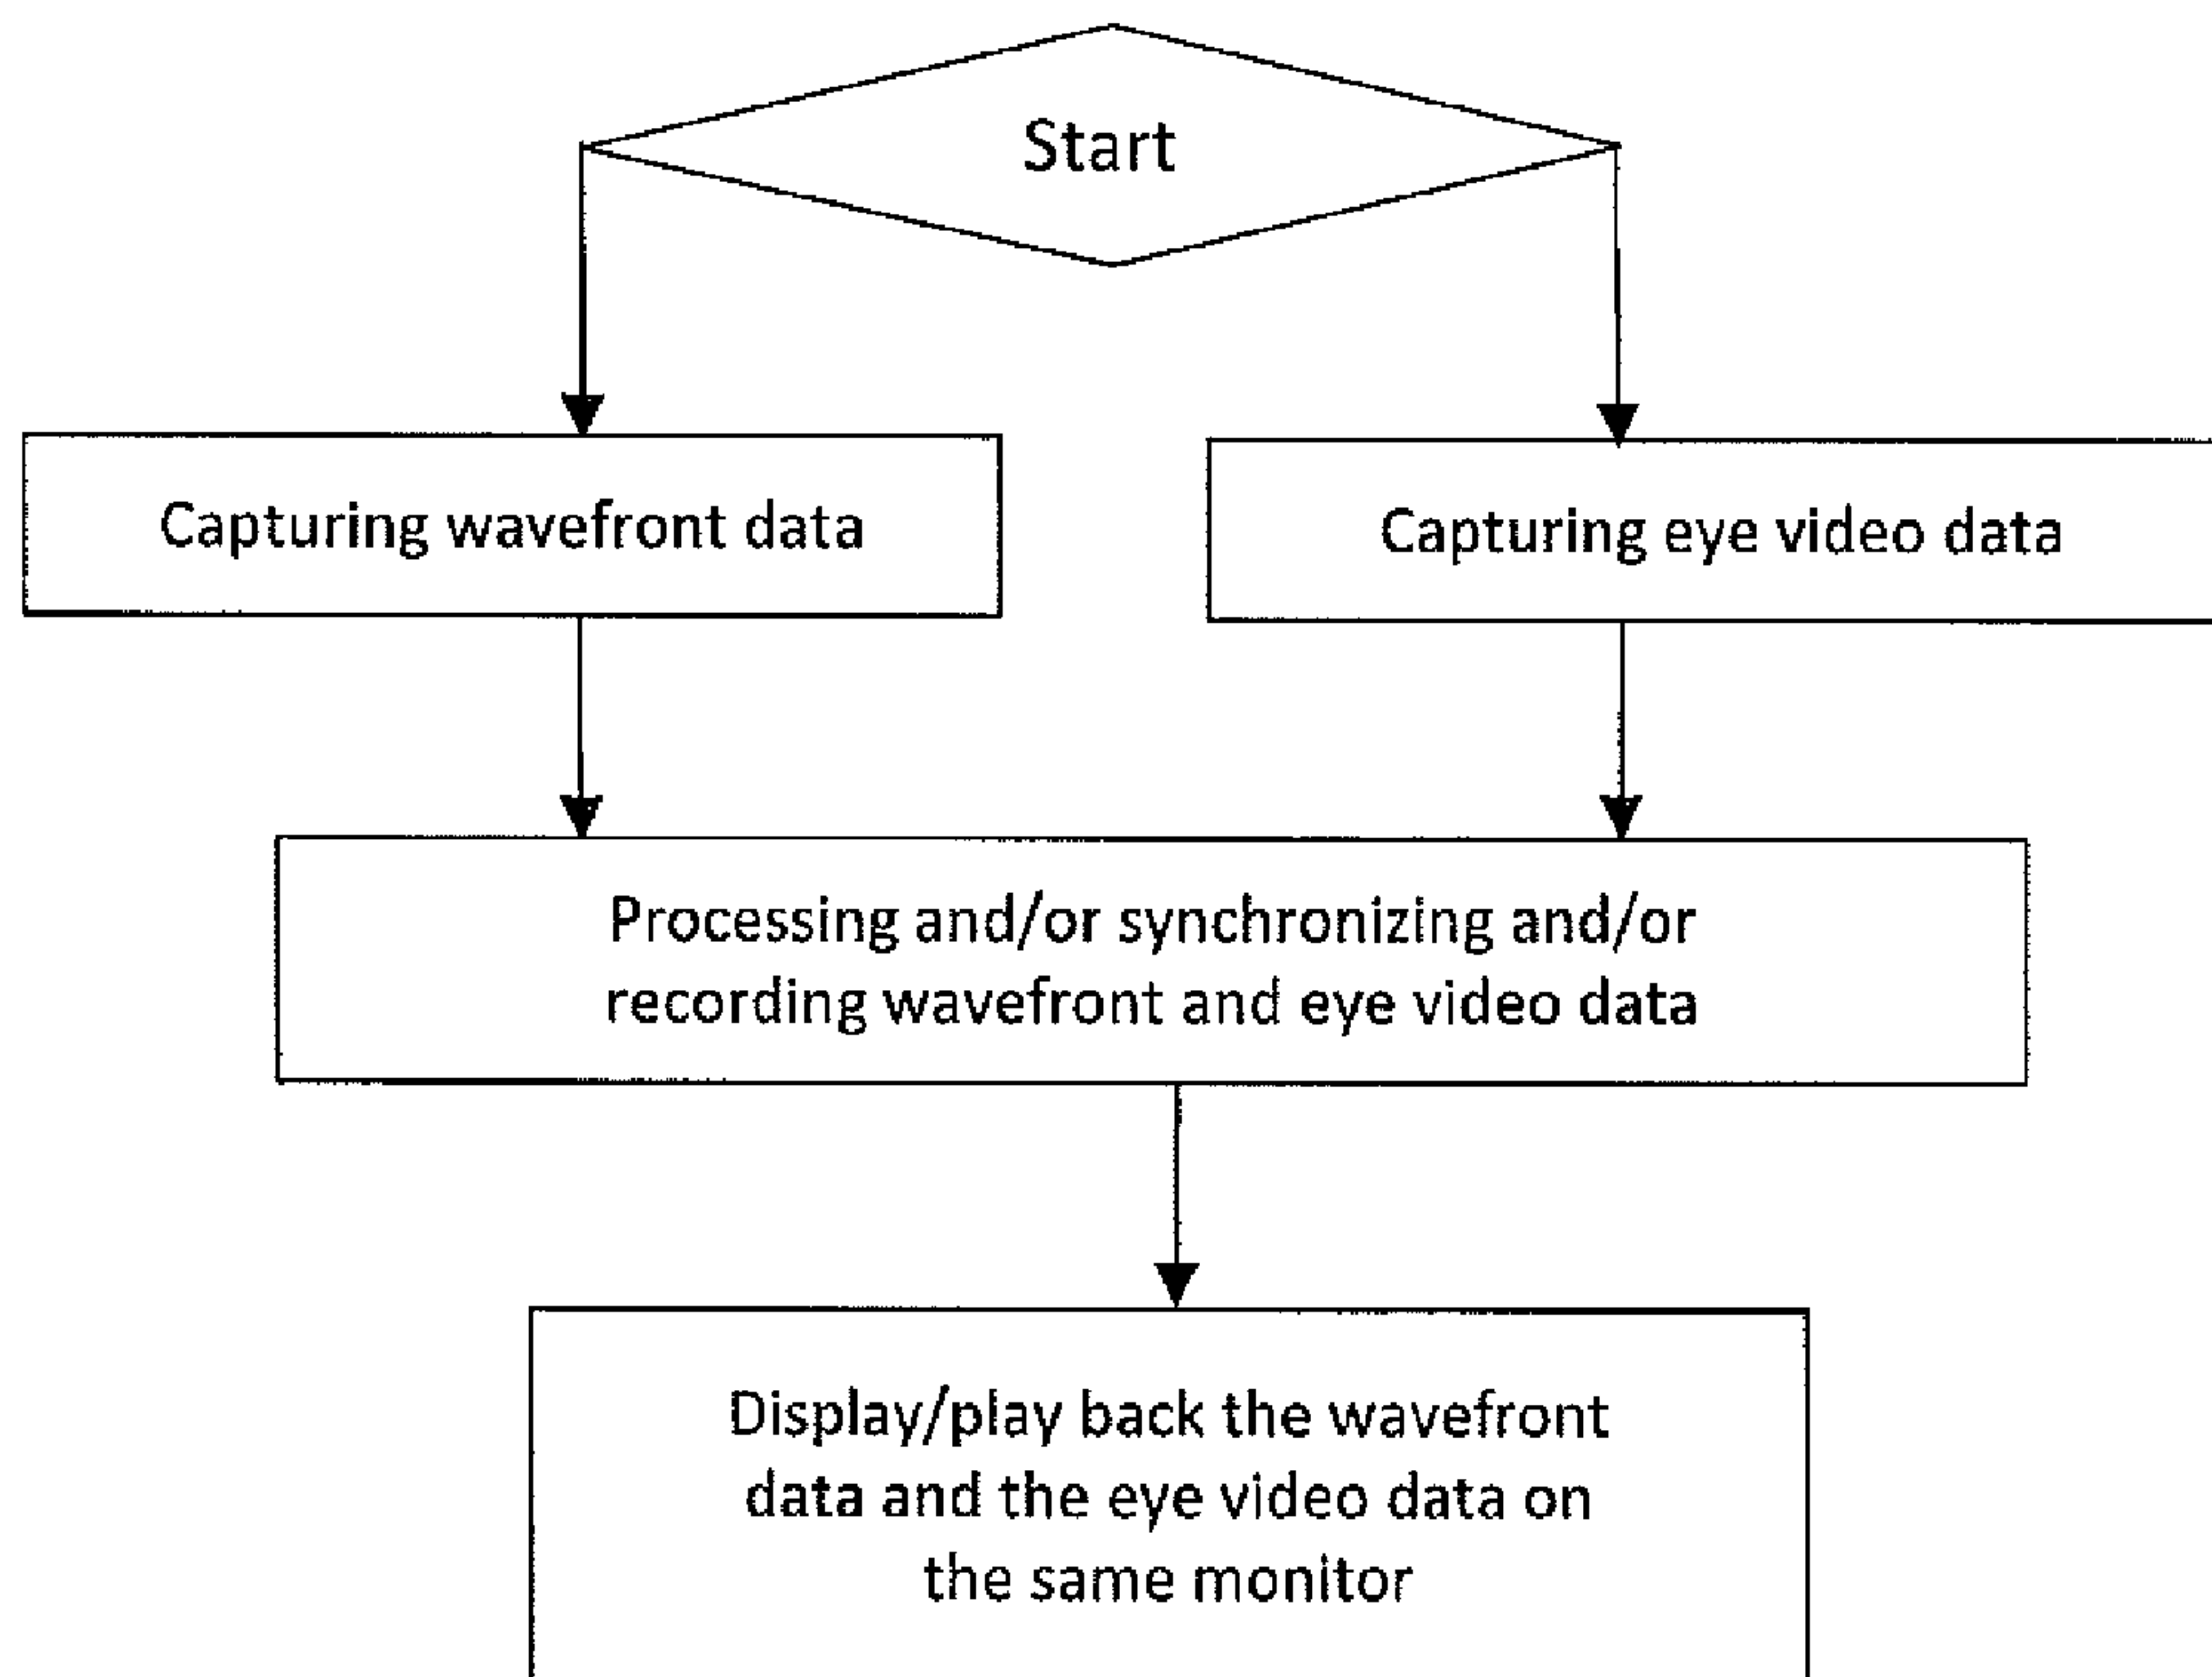 Start
Capturing wavefront data
Capturing eye video data
Processing and/or synchronizing and/or
recording wavefront and eye video data
Display/play back the wavefront
data and the eye video data on
the same monitor